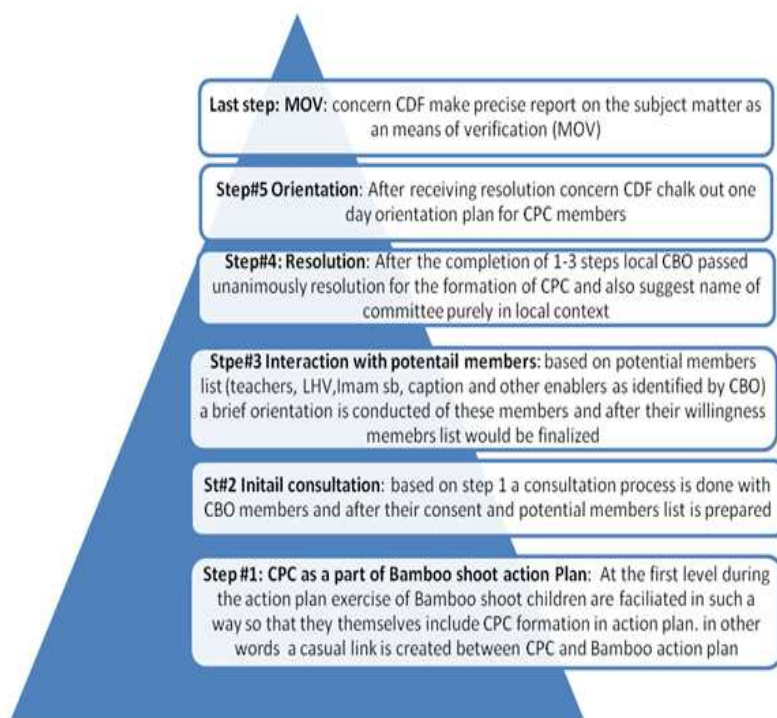 Last step: MOV: concern CDF make precise report on the subject matter as
an means of verification (MOV)
Step#5 Orientation: After receiving resolution concern CDF chalk out one
day orientation plan for CPC members
Step#4: Resolution: After the completion of 1-3 steps local CBO passed
unanimously resolution for the formation of CPC and also suggest name of
committee purely in local context
Stpe#3 Interaction with potentail members: based on potential members
list (teachers, LHV,Imam sb, caption and other enablers as identified by CBO)
a brief orientation is conducted of these members and after their willingness
memebrs list would be finalized
St#2 Initail consultation: based on step 1 a consultation process is done with
CBO members and after their consent and potential members list is prepared
Step #1: CPC as a part of Bamboo shoot action Plan: At the first level during
the action plan exercise of Bamboo shoot children are faciliated in such a
way so that they themselves include CPC formation in action plan. in other
words a casual link is created between CPC and Bamboo action plan